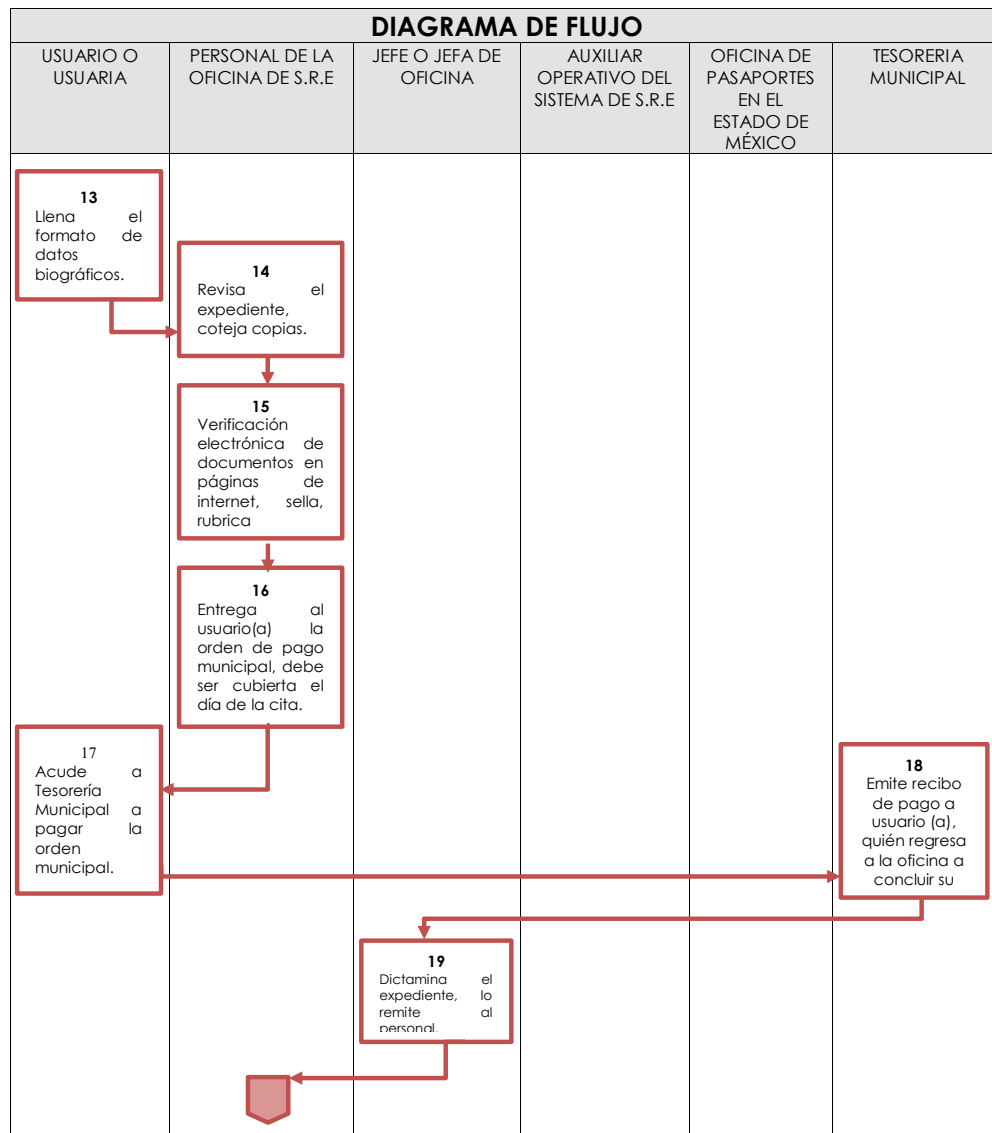 DIAGRAMA DE FLUJO
USUARIO O
USUARIA
PERSONAL DE LA
OFICINA DE S.R.E
JEFE O JEFA DE
OFICINA
AUXILIAR
OPERATIVO DEL
SISTEMA DE S.R.E
OFICINA DE
PASAPORTES
EN EL
ESTADO DE
MÉXICO
TESORERIA
MUNICIPAL
13
Llena el
formato de
datos
biográficos.
14
Revisa el
expediente,
coteja copias.
15
Verificación
electrónica de
documentos en
páginas de
internet, sella,
rubrica
16
Entrega al
usuario(a) la
orden de pago
municipal, debe
ser cubierta el
día de la cita.
17
Acude a
Tesorería
Municipal a
pagar la
orden
municipal.
18
Emite recibo
de pago a
usuario (a),
quién regresa
a la oficina a
concluir su
19
Dictamina el
expediente, lo
remite al
personal.